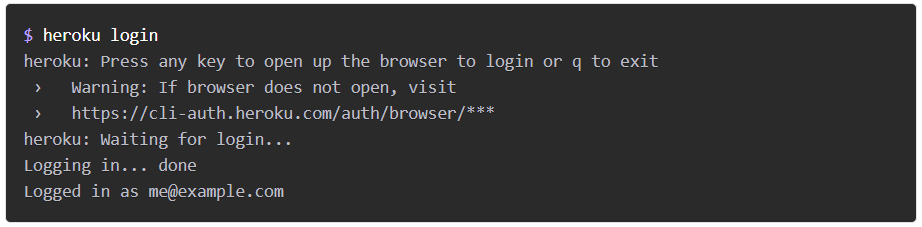 $ heroku login
heroku: Press any key to open up the browser to login or q to exit
› Warning: If browser does not open, visit
› https://cli-auth.heroku.com/auth/browser/***
heroku: Waiting for login...
Logging in... done
Logged in as me@example.com